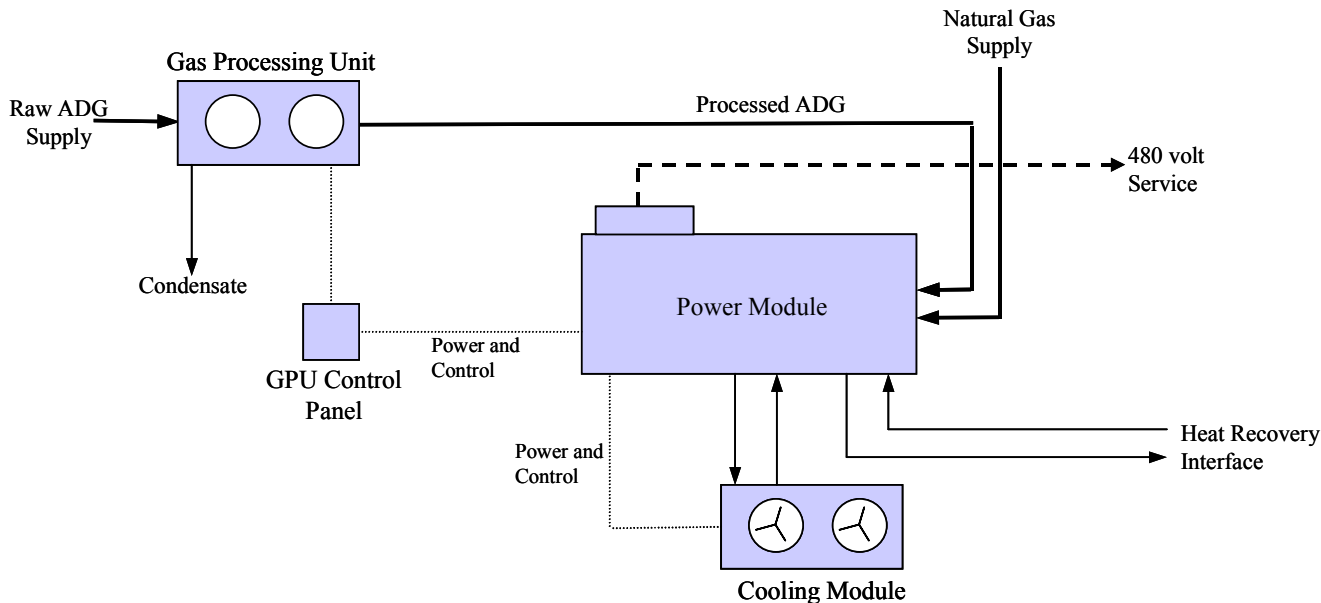 Natural Gas
Supply
Gas Processing Unit
Raw ADG
Supply
Processed ADG
480 volt
Service
Condensate
Power Module
Power and
Control
GPU Control
Panel
Power and
Control
Heat Recovery
Interface
Cooling Module